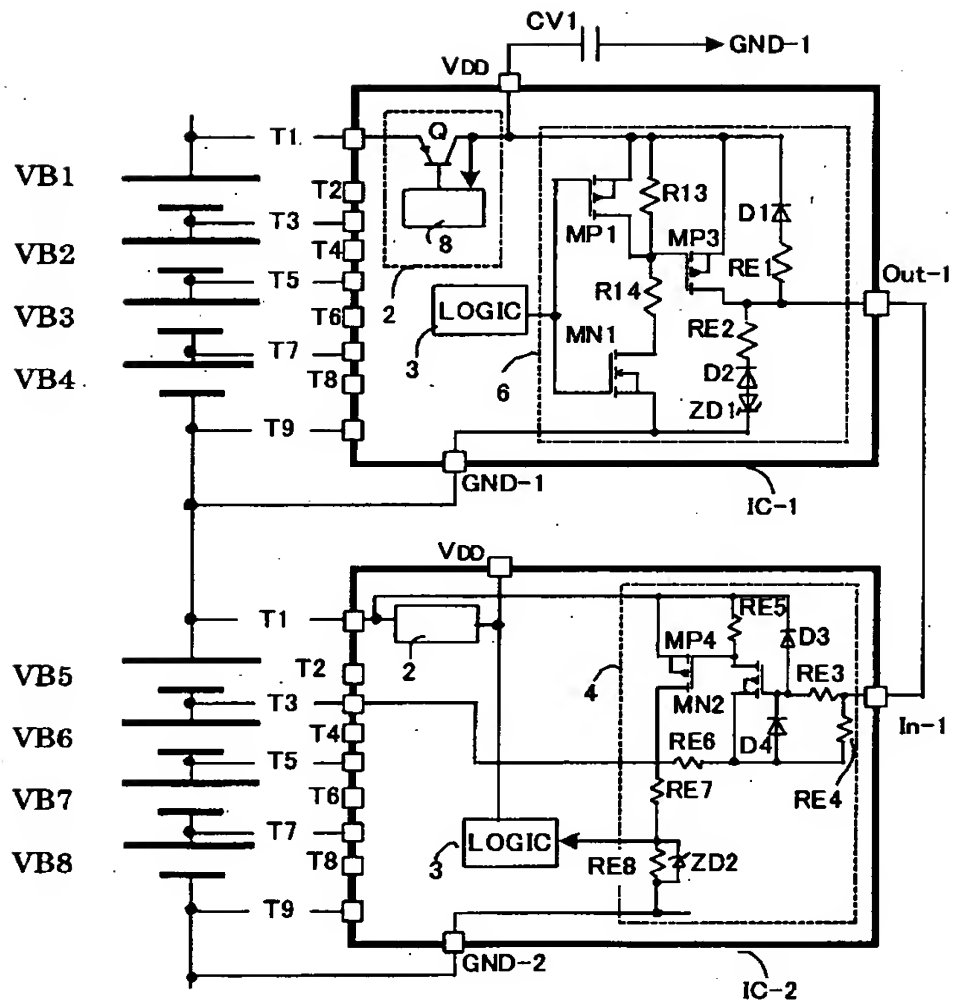 CV1
GND-1
VDD
T1
Q
VB1
T2
R13
D1
T3
8
MP1
MP3
RE1
VB2
T4
Out-1
T5
R14
LOGIC
2
VB3
T6
MN1
RE2
T7
3
D2
VB4
T8
6
ZD1
T9
GND-1
IC-1
VDD
T1
RE5
2
MP4
D3
T2
4
RE3
VB5
T3
MN2
In-1
VB6
T4
RE6
D4
T5
RE7
VB7
T6
RE4
T7
LOGIC
VB8
T8
3
RE8
ZD2
T9
GND-2
IC-2